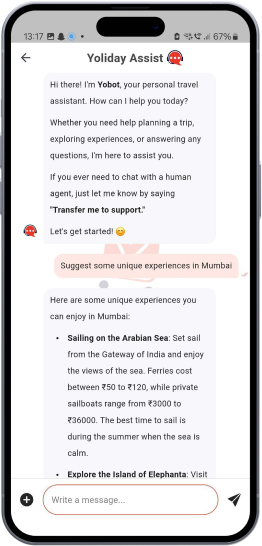 13:17 67%
Yoliday Assist
Hi there! I'm Yobot, your personal travel
assistant. How can I help you today?
Whether you need help planning a trip,
exploring experiences, or answering any
questions, I'm here to assist you.
If you ever need to chat with a human
agent, just let me know by saying
"Transfer me to support."
Let's get started! 😊
Suggest some unique experiences in Mumbai
Here are some unique experiences you
can enjoy in Mumbai:
• Sailing on the Arabian Sea: Set sail
from the Gateway of India and enjoy
the views of the sea. Ferries cost
between ₹50 to ₹120, while private
sailboats range from ₹3000 to
₹36000. The best time to sail is
during the summer when the sea is
calm.
• Explore the Island of Elephanta: Visit
Write a message...